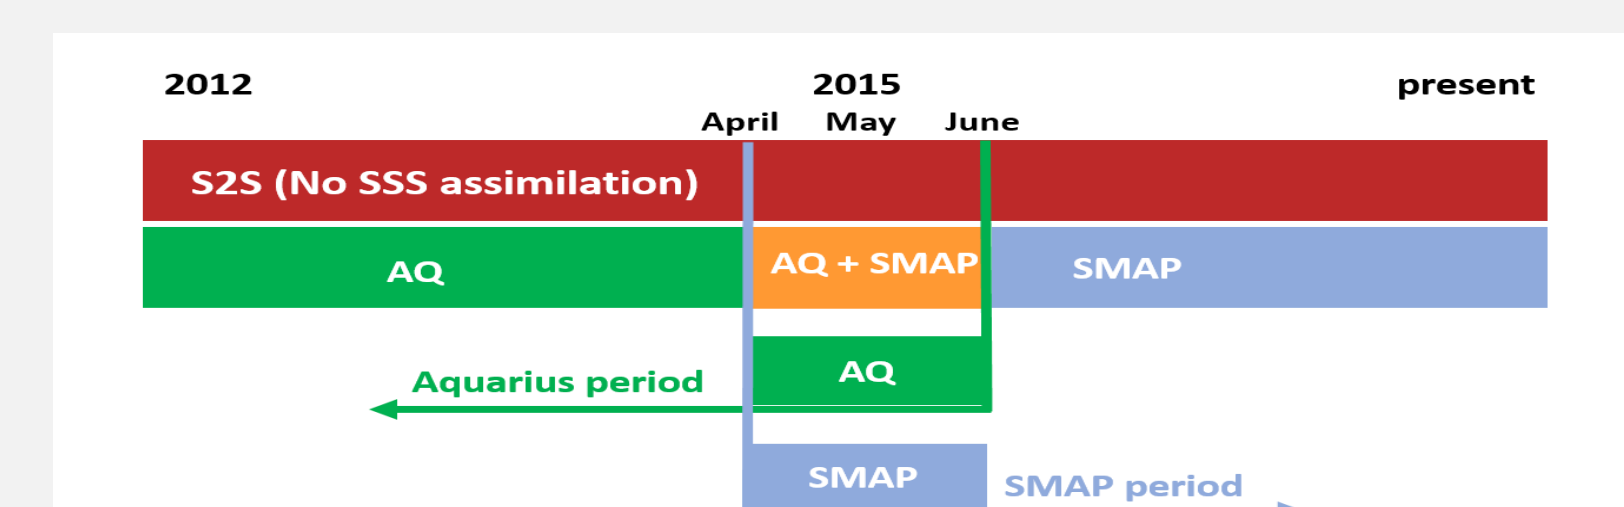 2012 2015 present
April May June
S2S (No SSS assimilation)
AQ AQ + SMAP SMAP
AQ
Aquarius period
SMAP
SMAP period